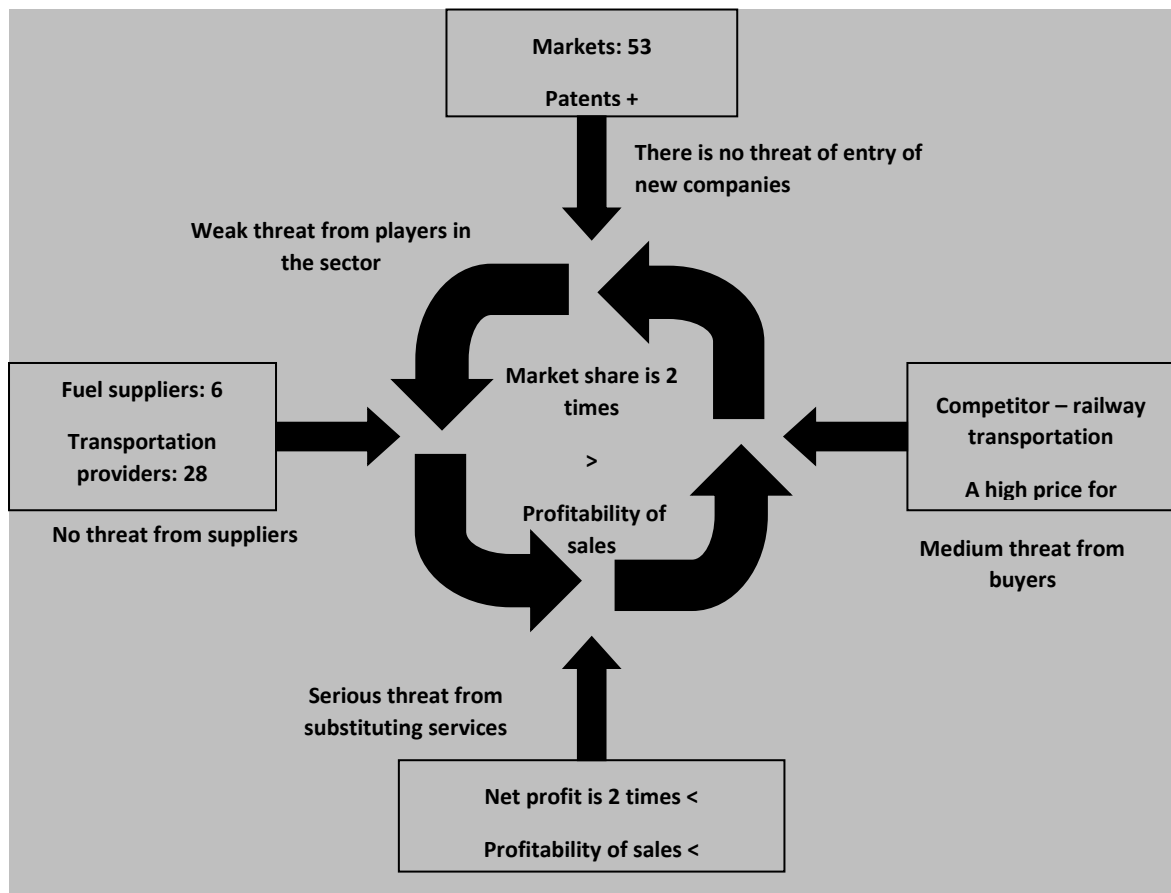 Markets: 53
Patents +
There is no threat of entry of
new companies
Weak threat from players in
the sector
Fuel suppliers: 6
Transportation
providers: 28
No threat from suppliers
Market share is 2
times
>
Profitability of
sales
Competitor – railway
transportation
A high price for
Medium threat from
buyers
Serious threat from
substituting services
Net profit is 2 times <
Profitability of sales <